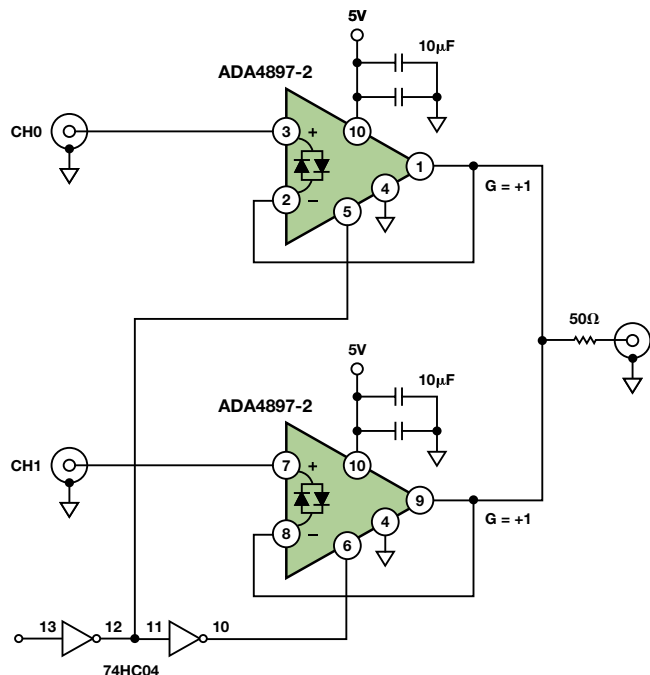 5V
10µF
ADA4897-2
CH0
3
+
10
1
2
–
4
5
G = +1
50Ω
5V
10µF
ADA4897-2
CH1
7
+
10
9
8
–
4
6
G = +1
13
12
11
10
74HC04